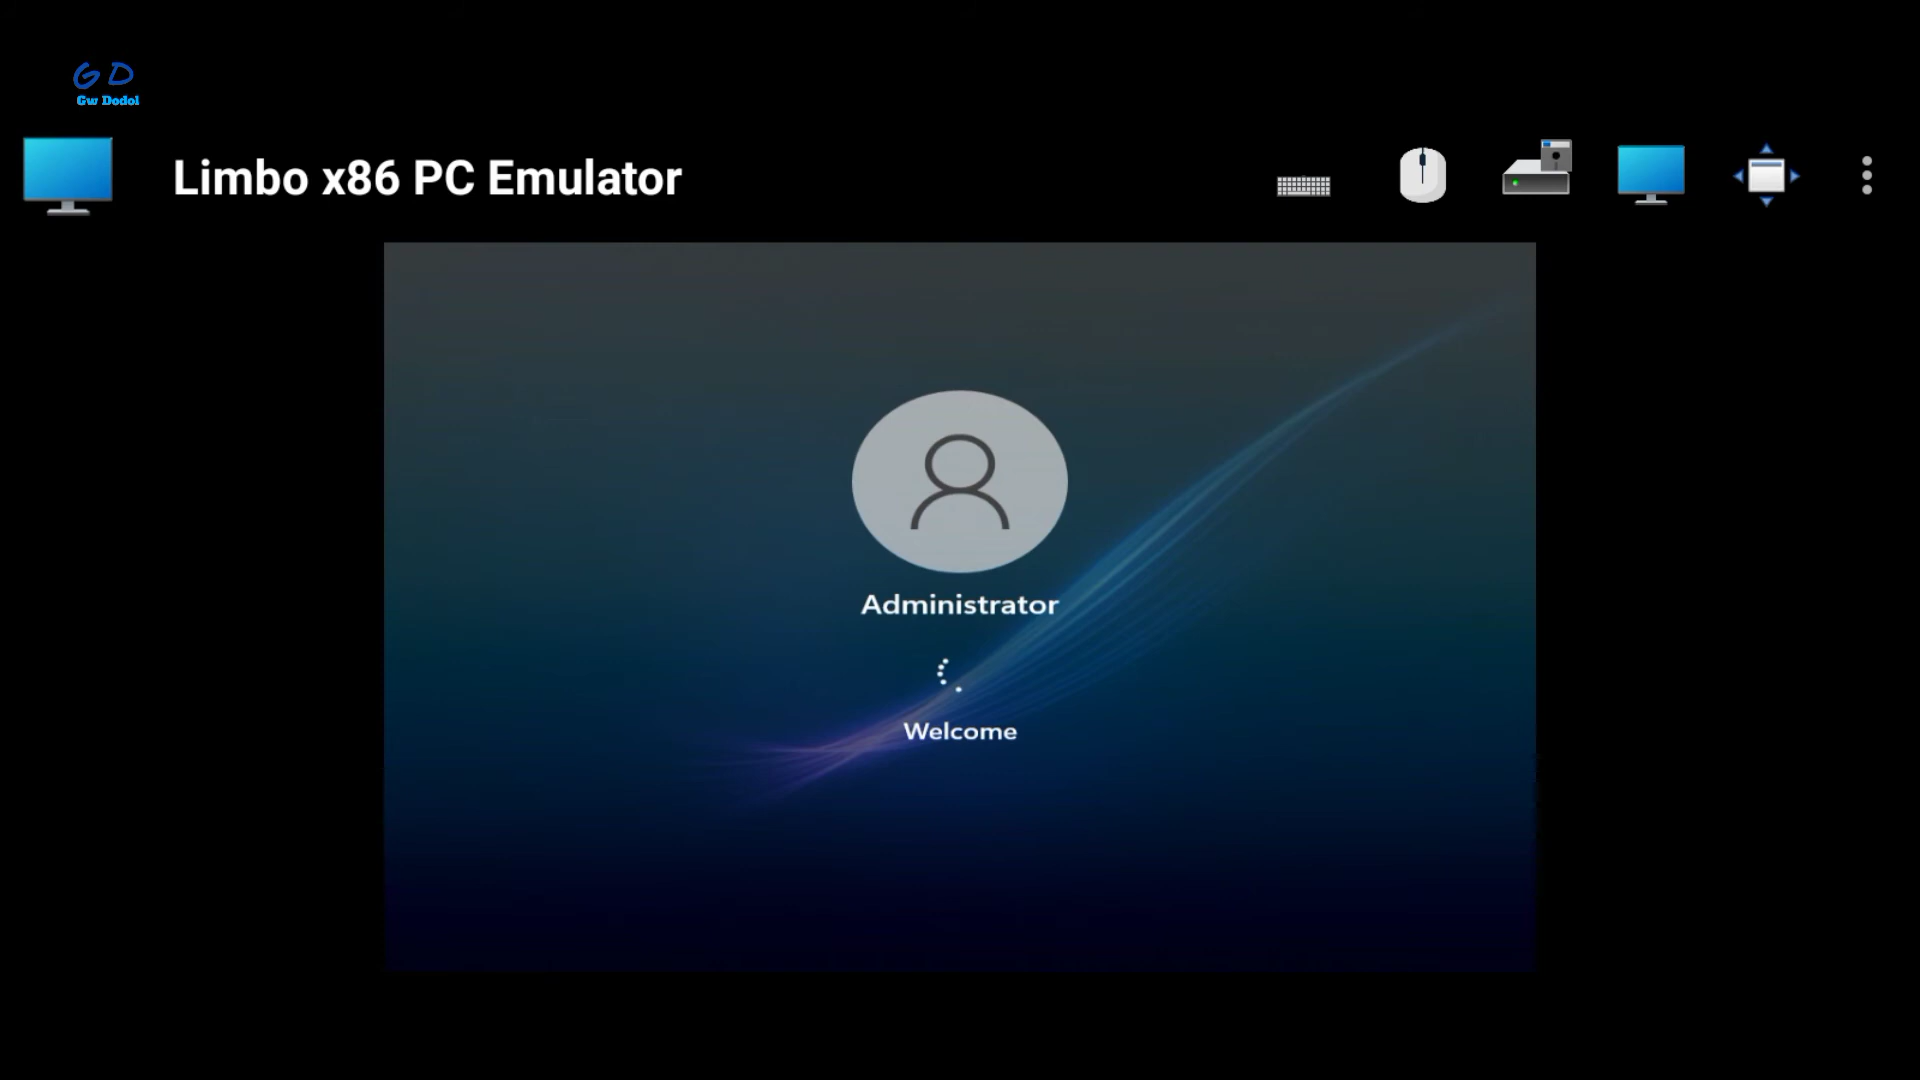 G D
Gw Dodol
Limbo x86 PC Emulator
Administrator
Welcome